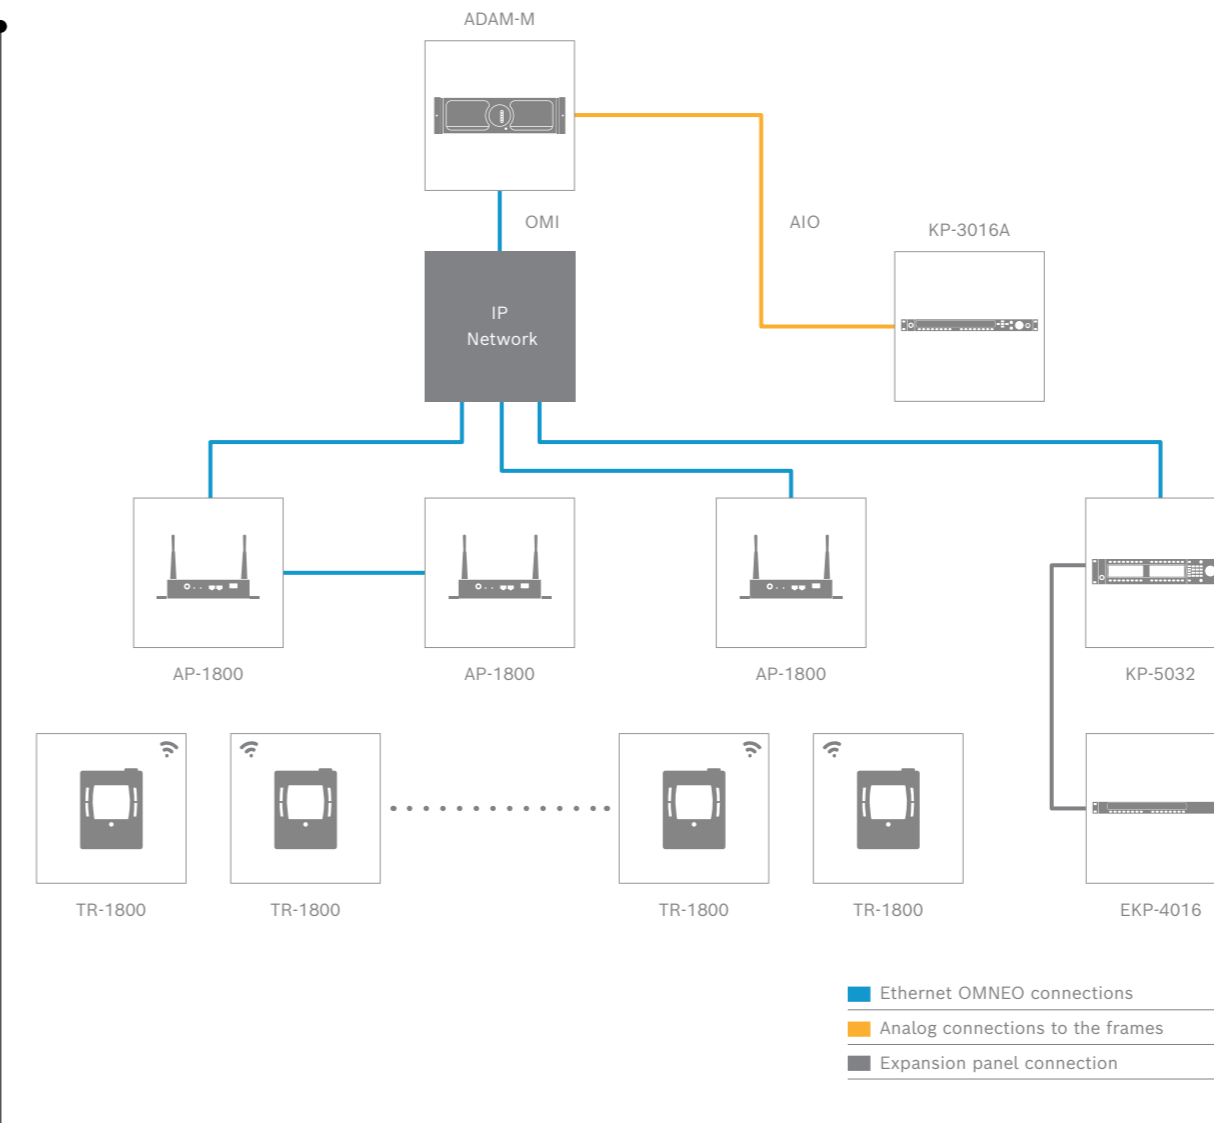 ADAM-M
OMI
AIO
KP-3016A
IP
Network
AP-1800
AP-1800
AP-1800
KP-5032
TR-1800
TR-1800
TR-1800
TR-1800
EKP-4016
Ethernet OMNEO connections
Analog connections to the frames
Expansion panel connection